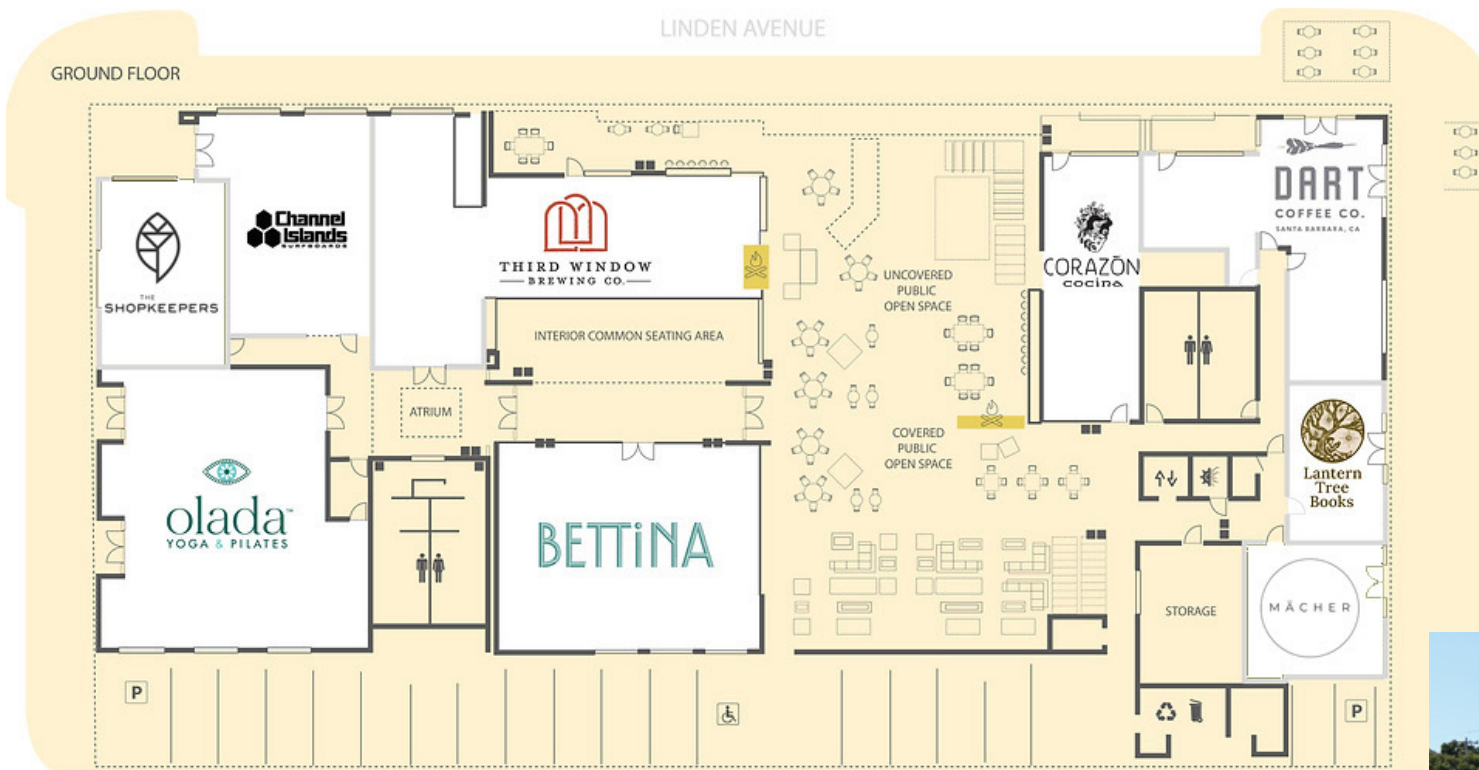 LINDEN AVENUE
GROUND FLOOR
THE
SHOPKEEPERS
Channel
Islands
SURFBOARDS
THIRD WINDOW
BREWING CO.
INTERIOR COMMON SEATING AREA
ATRIUM
olada™
YOGA & PILATES
BETTiNA
UNCOVERED
PUBLIC
OPEN SPACE
COVERED
PUBLIC
OPEN SPACE
CORAZŌN
cocina
DART
COFFEE CO.
SANTA BARBARA, CA
Lantern
Tree
Books
STORAGE
MÄCHER
P
P